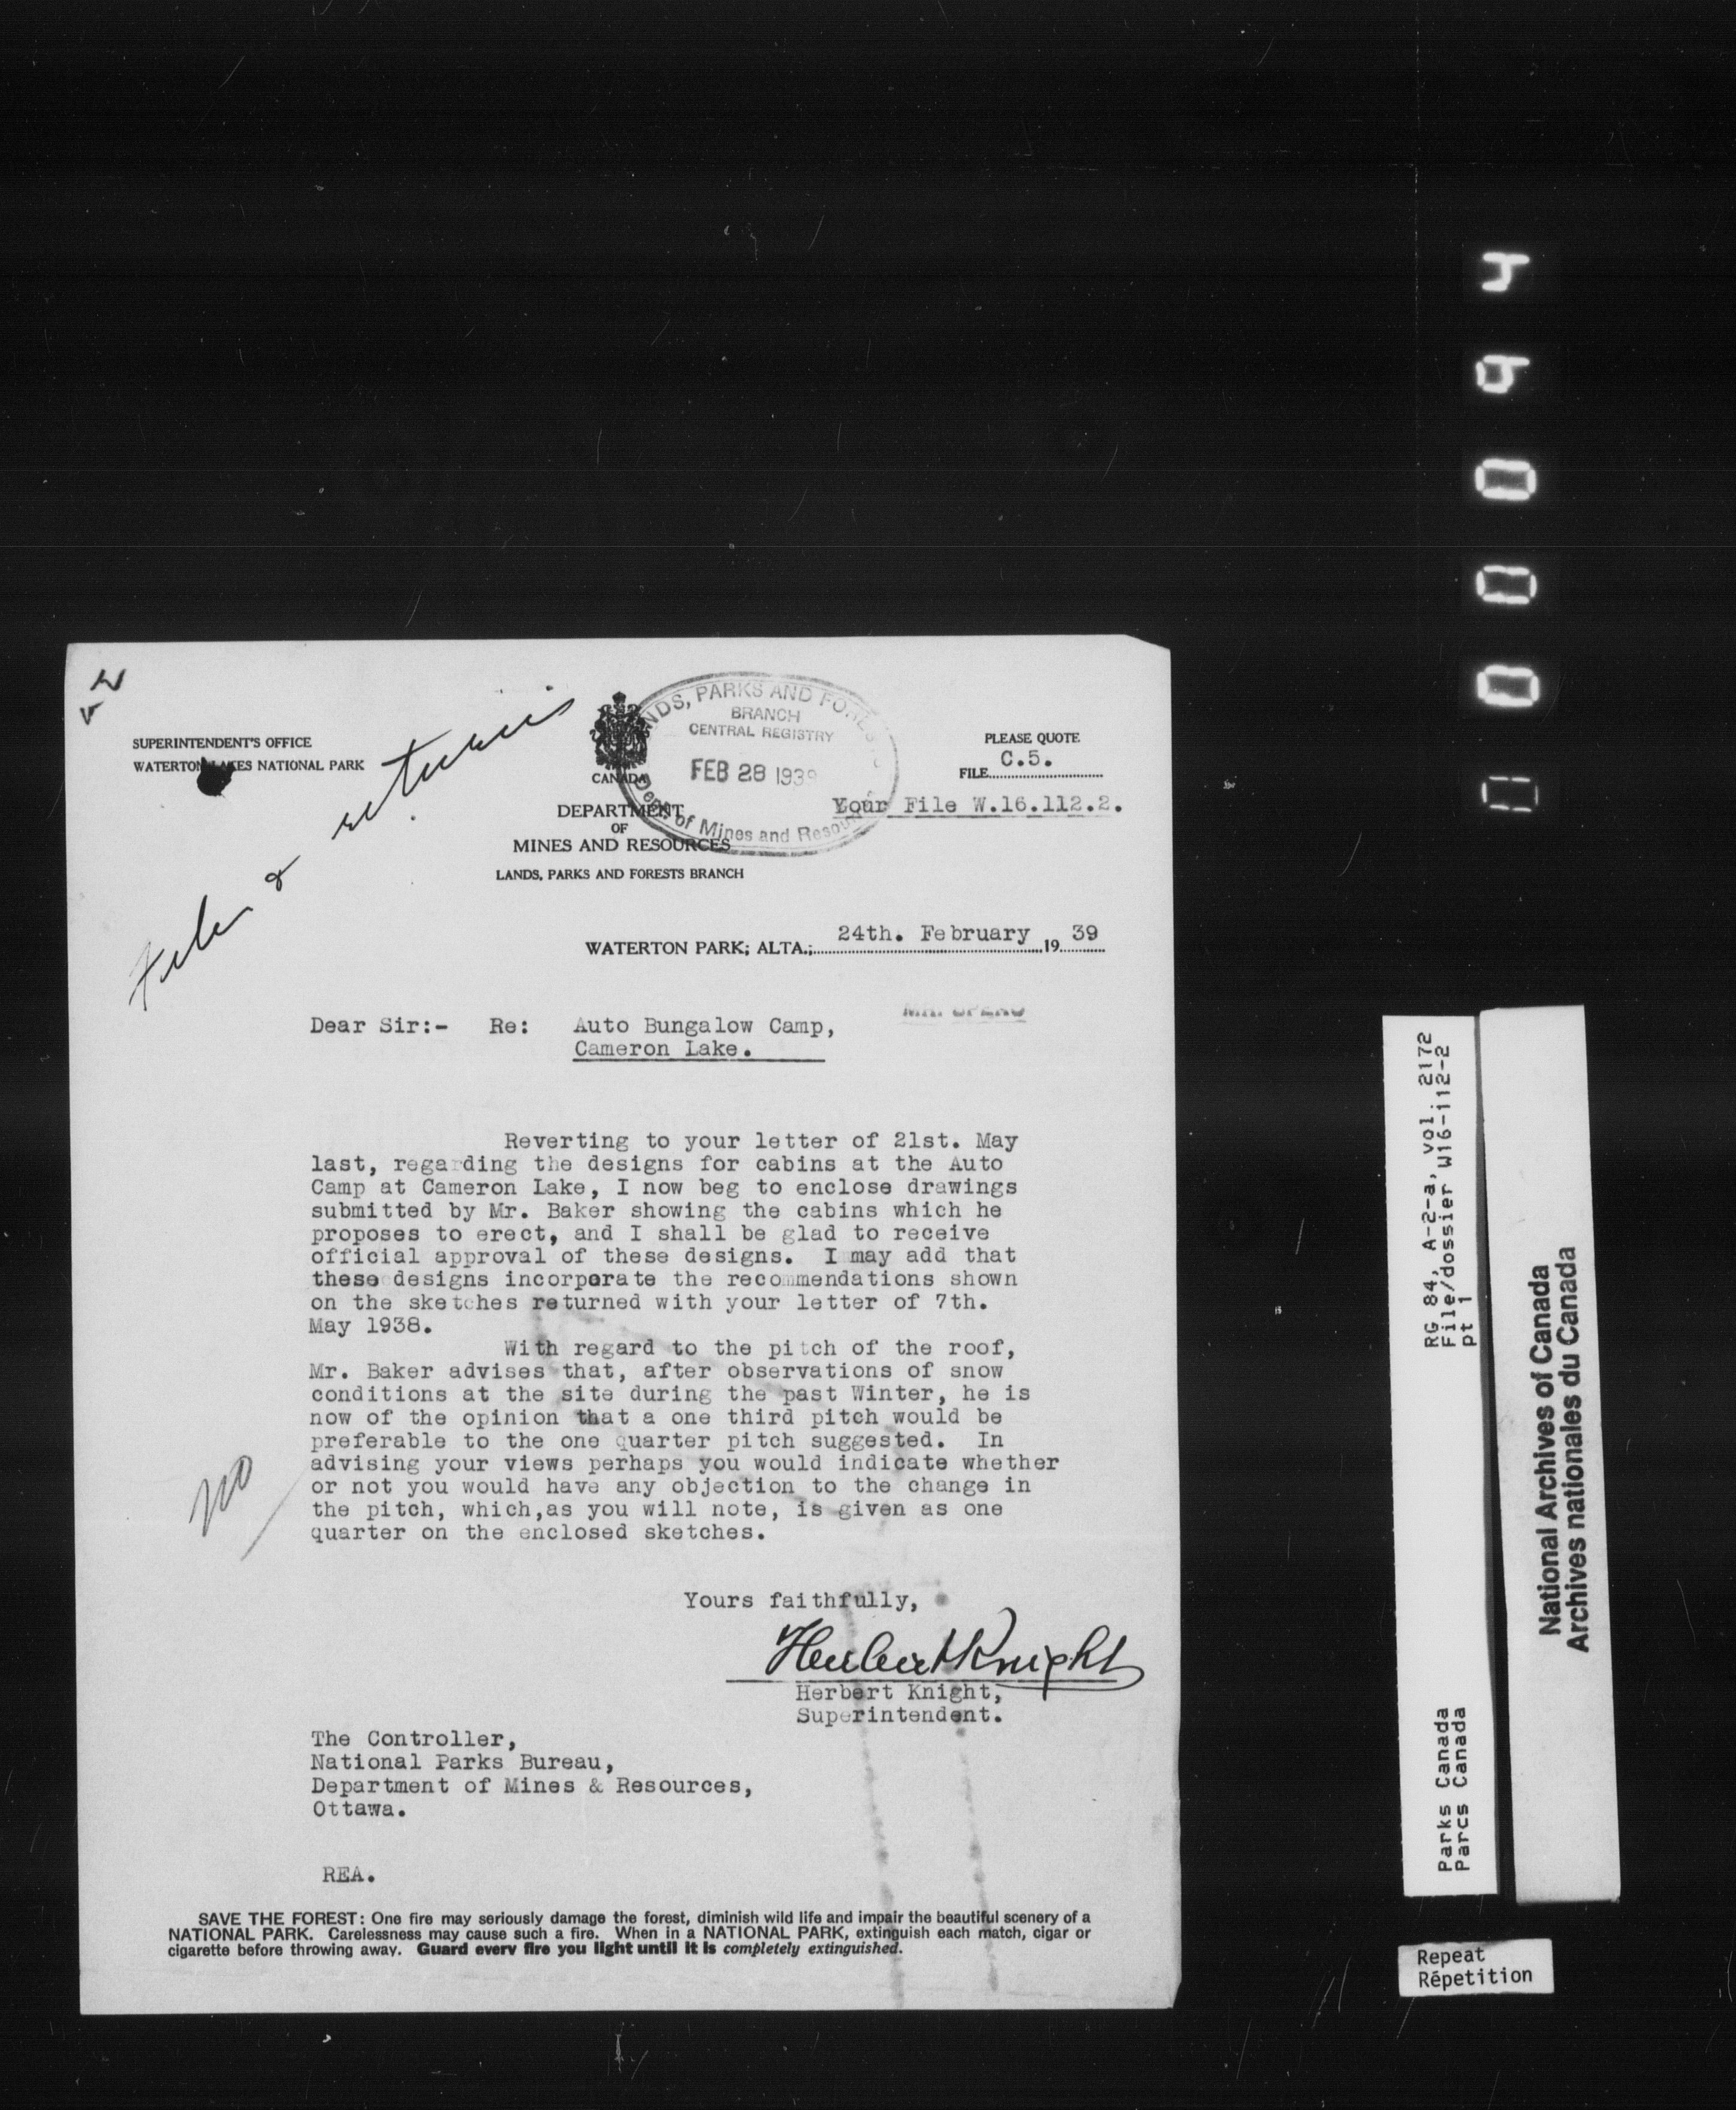 SUPERINTENDENT'S OFFICE
WATERTON LAKES NATIONAL PARK
File & returns
CANADA
DEPARTMENT
OF
MINES AND RESOURCES
LANDS, PARKS AND FORESTS BRANCH
LANDS, PARKS AND FORESTS
BRANCH
CENTRAL REGISTRY
FEB 28 1939
Dept. of Mines and Resources
PLEASE QUOTE
FILE C.5.
Your File W.16.112.2.
WATERTON PARK; ALTA.; 24th. February 1939
Dear Sir:- Re: Auto Bungalow Camp,
Cameron Lake.
Reverting to your letter of 21st. May
last, regarding the designs for cabins at the Auto
Camp at Cameron Lake, I now beg to enclose drawings
submitted by Mr. Baker showing the cabins which he
proposes to erect, and I shall be glad to receive
official approval of these designs. I may add that
these designs incorporate the recommendations shown
on the sketches returned with your letter of 7th.
May 1938.
With regard to the pitch of the roof,
Mr. Baker advises that, after observations of snow
conditions at the site during the past Winter, he is
now of the opinion that a one third pitch would be
preferable to the one quarter pitch suggested. In
advising your views perhaps you would indicate whether
or not you would have any objection to the change in
the pitch, which,as you will note, is given as one
quarter on the enclosed sketches.
no
Yours faithfully,
Herbert Knight
Herbert Knight,
Superintendent.
The Controller,
National Parks Bureau,
Department of Mines & Resources,
Ottawa.
REA.
SAVE THE FOREST: One fire may seriously damage the forest, diminish wild life and impair the beautiful scenery of a
NATIONAL PARK. Carelessness may cause such a fire. When in a NATIONAL PARK, extinguish each match, cigar or
cigarette before throwing away. Guard every fire you light until it is completely extinguished.
RG 84, A-2-a, vol. 2172
File/dossier W16-112-2
pt 1
Parks Canada
Parcs Canada
National Archives of Canada
Archives nationales du Canada
Repeat
Répetition